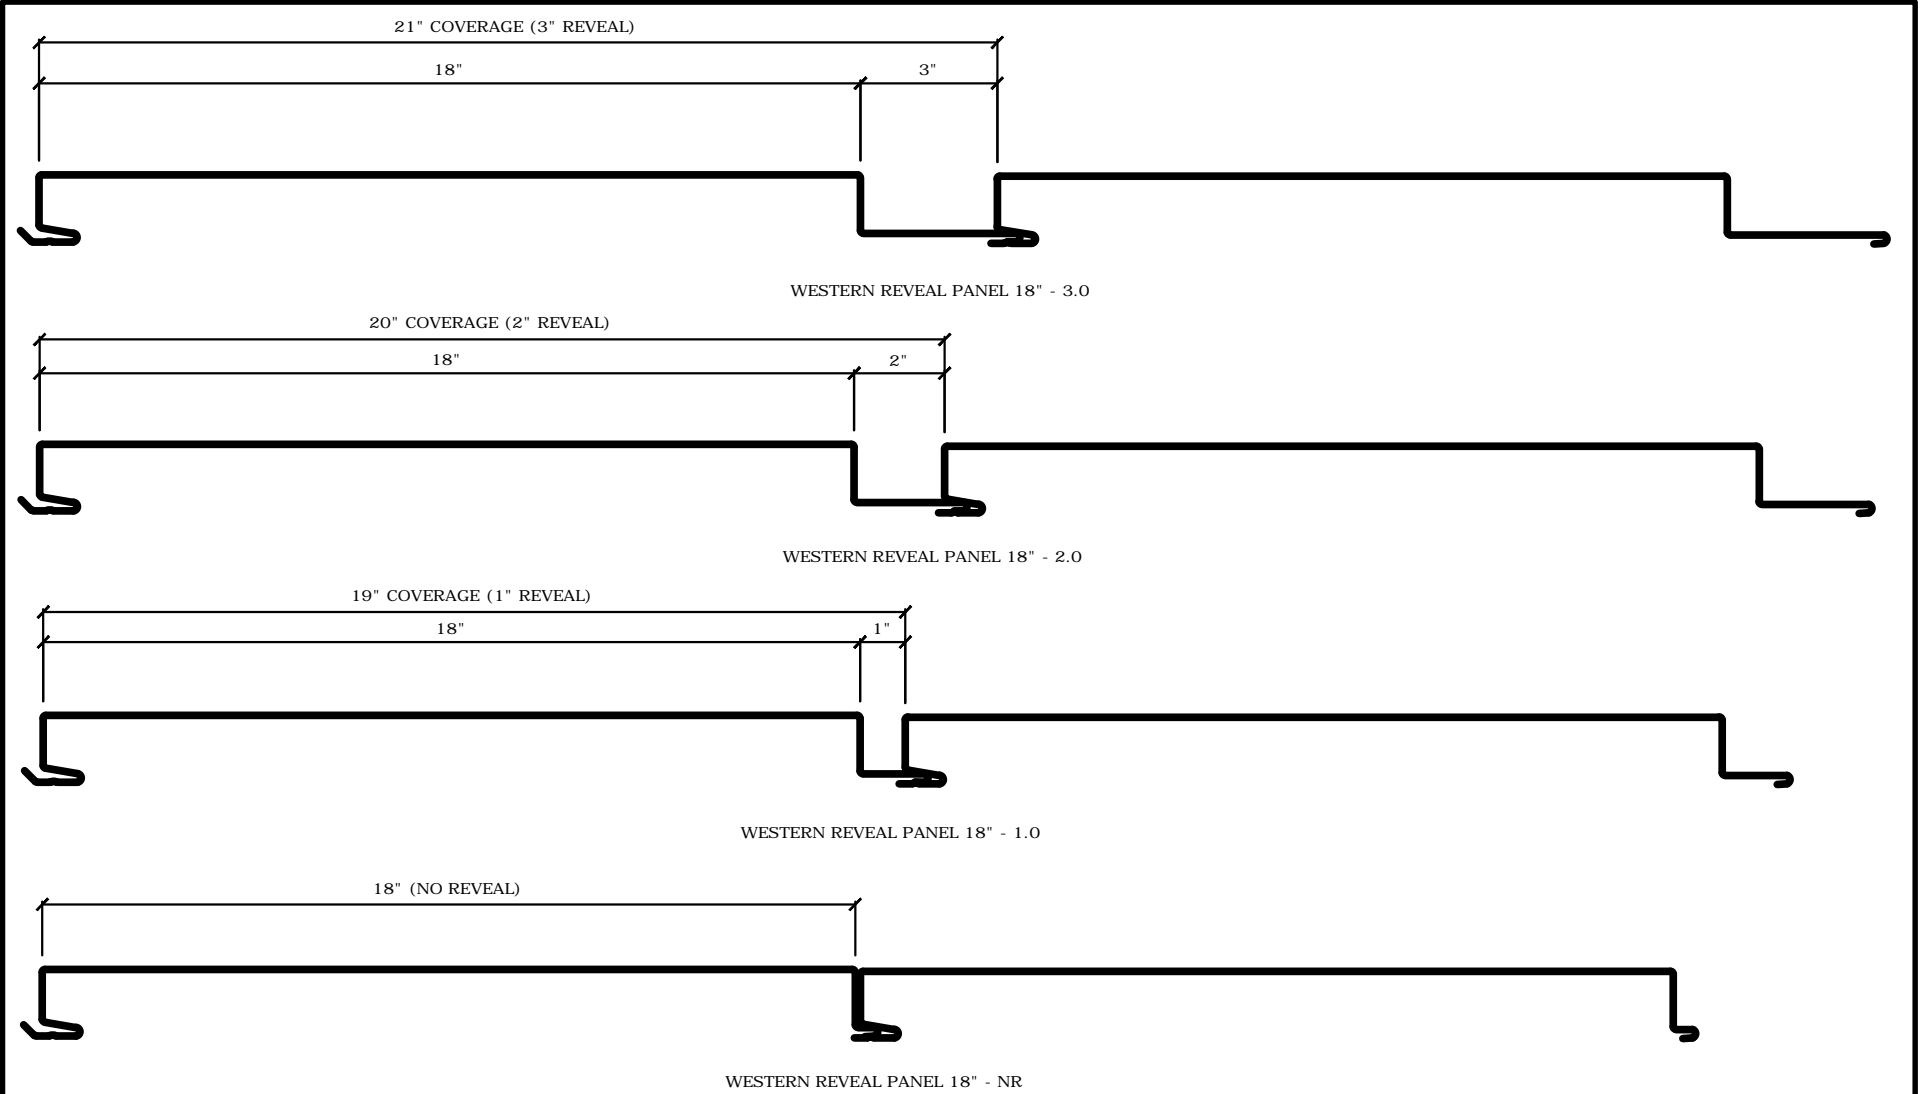 21" COVERAGE (3" REVEAL)
18" 3"
WESTERN REVEAL PANEL 18" - 3.0
20" COVERAGE (2" REVEAL)
18" 2"
WESTERN REVEAL PANEL 18" - 2.0
19" COVERAGE (1" REVEAL)
18" 1"
WESTERN REVEAL PANEL 18" - 1.0
18" (NO REVEAL)
WESTERN REVEAL PANEL 18" - NR